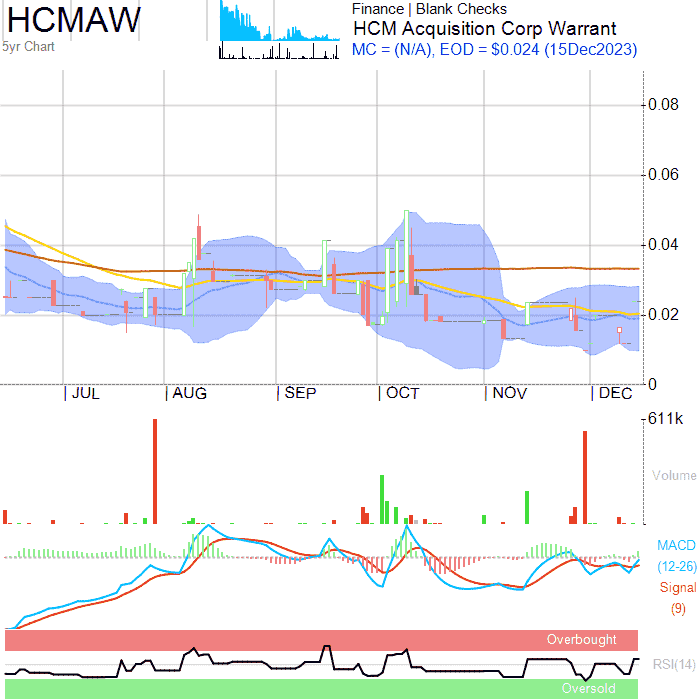 HCMAW
5yr Chart
Finance | Blank Checks
HCM Acquisition Corp Warrant
MC = (N/A), EOD = $0.024 (15Dec2023)
0.08
0.06
0.04
0.02
0
JUL AUG SEP OCT NOV DEC
611k
Volume
MACD
(12-26)
Signal
(9)
Overbought
RSI(14)
Oversold